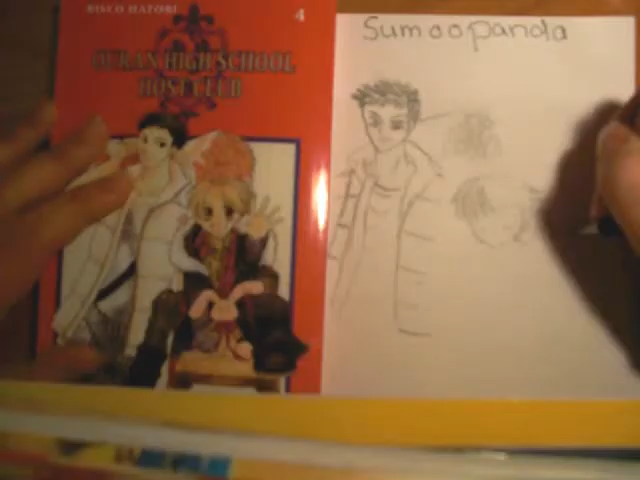 BISCO HATORI
4
OURAN HIGH SCHOOL
HOST CLUB
Sumoopanda